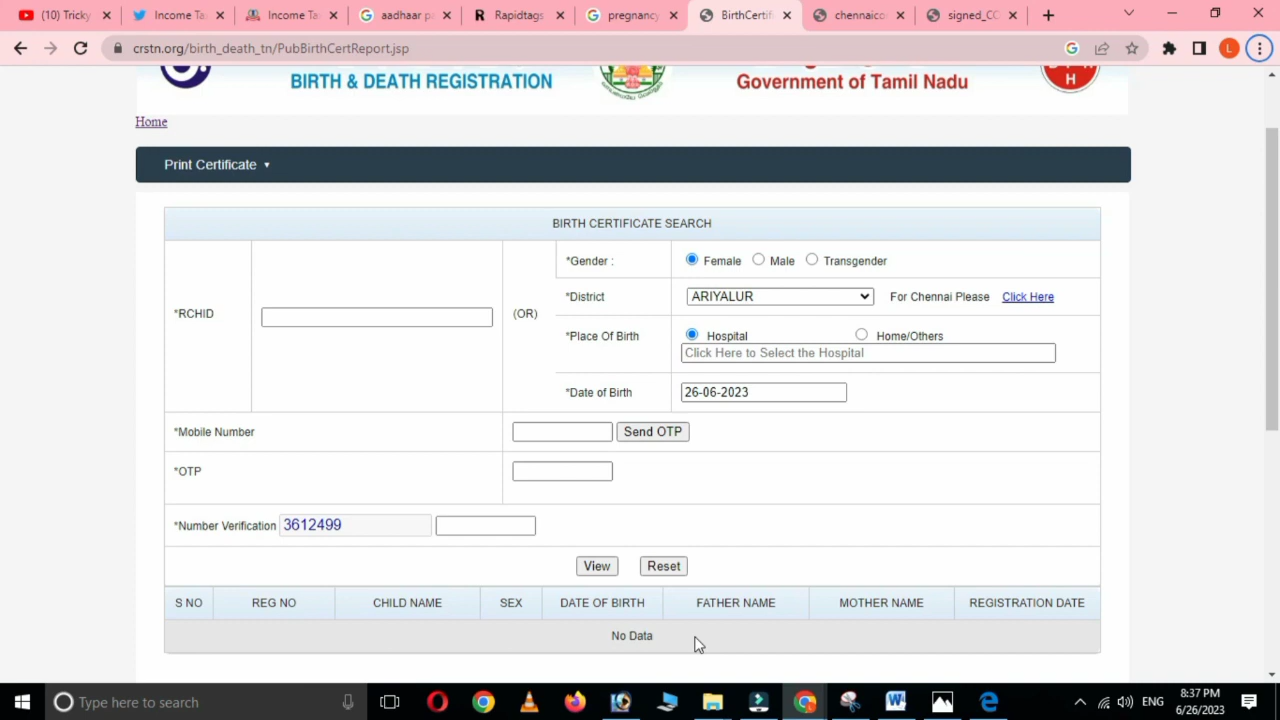 (10) Tricky
Income Ta
Income Ta
aadhaar p
Rapidtags
pregnancy
BirthCertifi
chennaico
signed_CC
crstn.org/birth_death_tn/PubBirthCertReport.jsp
L
BIRTH & DEATH REGISTRATION
Government of Tamil Nadu
H
Home
Print Certificate
BIRTH CERTIFICATE SEARCH
*RCHID
(OR)
*Gender :
Female Male Transgender
*District
ARIYALUR
For Chennai Please Click Here
*Place Of Birth
Hospital Home/Others
Click Here to Select the Hospital
*Date of Birth
26-06-2023
*Mobile Number
Send OTP
*OTP
*Number Verification 3612499
View Reset
S NO REG NO CHILD NAME SEX DATE OF BIRTH FATHER NAME MOTHER NAME REGISTRATION DATE
No Data
Type here to search
ENG
8:37 PM
6/26/2023